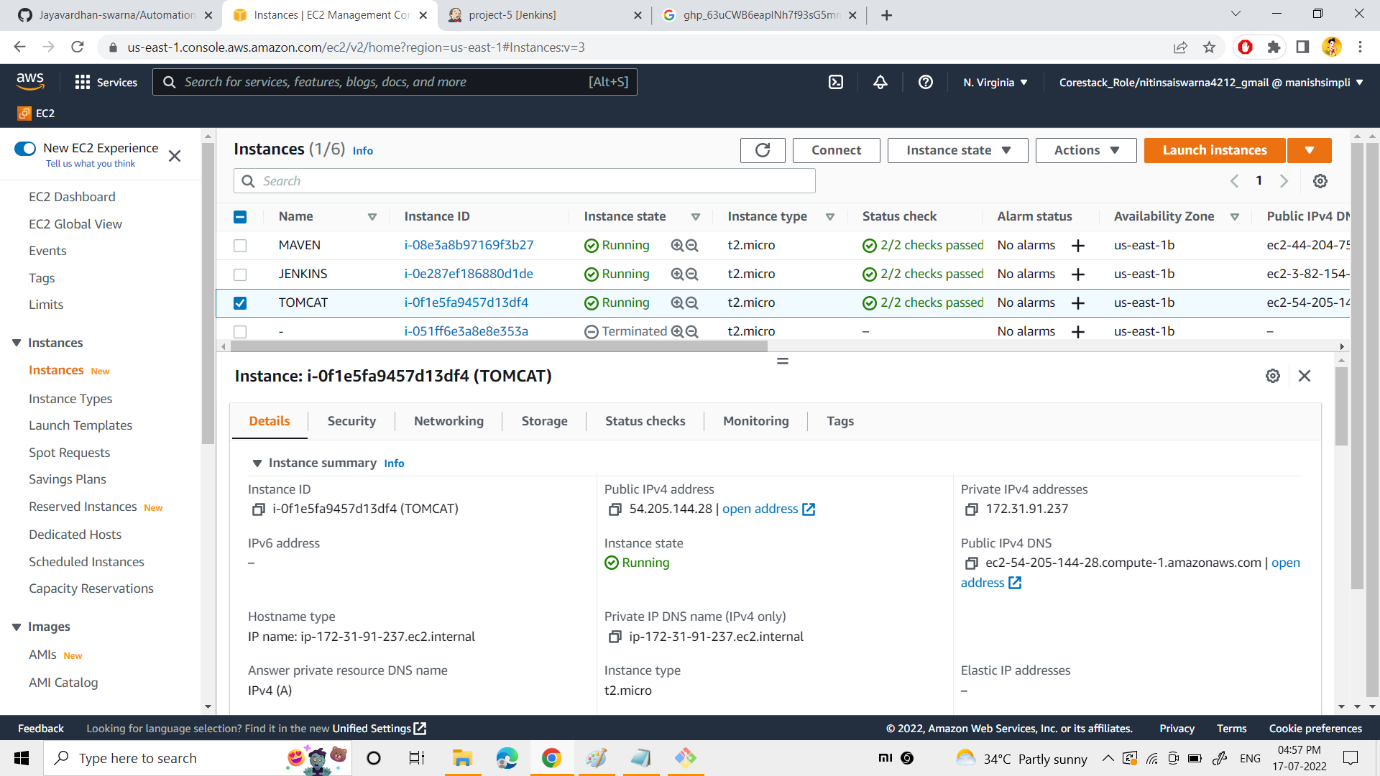 Jayavardhan-swarna/Automation
Instances | EC2 Management Con
project-5 [Jenkins]
us-east-1.console.aws.amazon.com/ec2/v2/home?region=us-east-1#Instances:v=3
aws
Services
Search for services, features, blogs, docs, and more
[Alt+S]
N. Virginia
Corestack_Role/nitinsaiswarna4212_gmail @ manishsimpli
EC2
New EC2 Experience
Tell us what you think
EC2 Dashboard
EC2 Global View
Events
Tags
Limits
Instances
Instances New
Instance Types
Launch Templates
Spot Requests
Savings Plans
Reserved Instances New
Dedicated Hosts
Scheduled Instances
Capacity Reservations
Images
AMIs New
AMI Catalog
Instances (1/6) Info
Connect
Instance state
Actions
Launch instances
Search
1
Name Instance ID Instance state Instance type Status check Alarm status Availability Zone Public IPv4 DN
MAVEN i-08e3a8b97169f3b27 Running t2.micro 2/2 checks passed No alarms + us-east-1b ec2-44-204-75
JENKINS i-0e287ef186880d1de Running t2.micro 2/2 checks passed No alarms + us-east-1b ec2-3-82-154-
TOMCAT i-0f1e5fa9457d13df4 Running t2.micro 2/2 checks passed No alarms + us-east-1b ec2-54-205-14
- i-051ff6e3a8e8e353a Terminated t2.micro – No alarms + us-east-1b –
Instance: i-0f1e5fa9457d13df4 (TOMCAT)
Details Security Networking Storage Status checks Monitoring Tags
Instance summary Info
Instance ID
i-0f1e5fa9457d13df4 (TOMCAT)
Public IPv4 address
54.205.144.28 | open address
Private IPv4 addresses
172.31.91.237
IPv6 address
–
Instance state
Running
Public IPv4 DNS
ec2-54-205-144-28.compute-1.amazonaws.com | open
address
Hostname type
IP name: ip-172-31-91-237.ec2.internal
Private IP DNS name (IPv4 only)
ip-172-31-91-237.ec2.internal
Answer private resource DNS name
IPv4 (A)
Instance type
t2.micro
Elastic IP addresses
–
Feedback
Looking for language selection? Find it in the new Unified Settings
© 2022, Amazon Web Services, Inc. or its affiliates.
Privacy
Terms
Cookie preferences
Type here to search
34°C Partly sunny
ENG
04:57 PM
17-07-2022